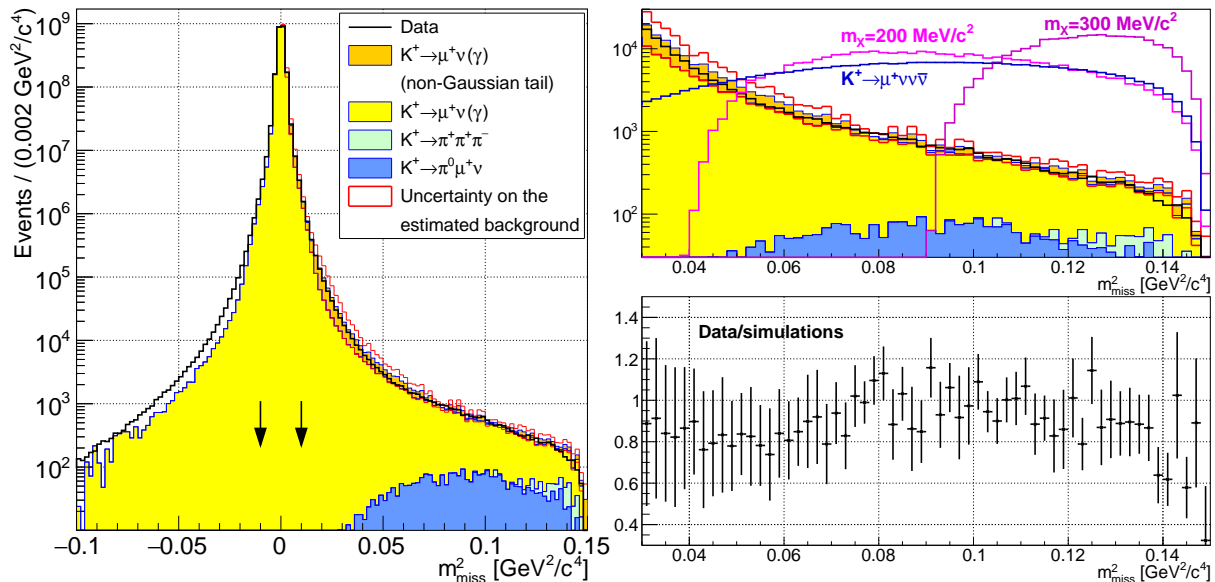 Events / (0.002 GeV²/c⁴)
10⁹
10⁸
10⁷
10⁶
10⁵
10⁴
10³
10²
Data
K⁺→μ⁺ν(γ)
(non-Gaussian tail)
K⁺→μ⁺ν(γ)
K⁺→π⁺π⁺π⁻
K⁺→π⁰μ⁺ν
Uncertainty on the
estimated background
−0.1 −0.05 0 0.05 0.1 0.15
m²miss [GeV²/c⁴]
10⁴
10³
10²
mX=200 MeV/c²
mX=300 MeV/c²
K⁺→μ⁺ννν̅
0.04 0.06 0.08 0.1 0.12 0.14
m²miss [GeV²/c⁴]
Data/simulations
1.4
1.2
1
0.8
0.6
0.4
0.04 0.06 0.08 0.1 0.12 0.14
m²miss [GeV²/c⁴]